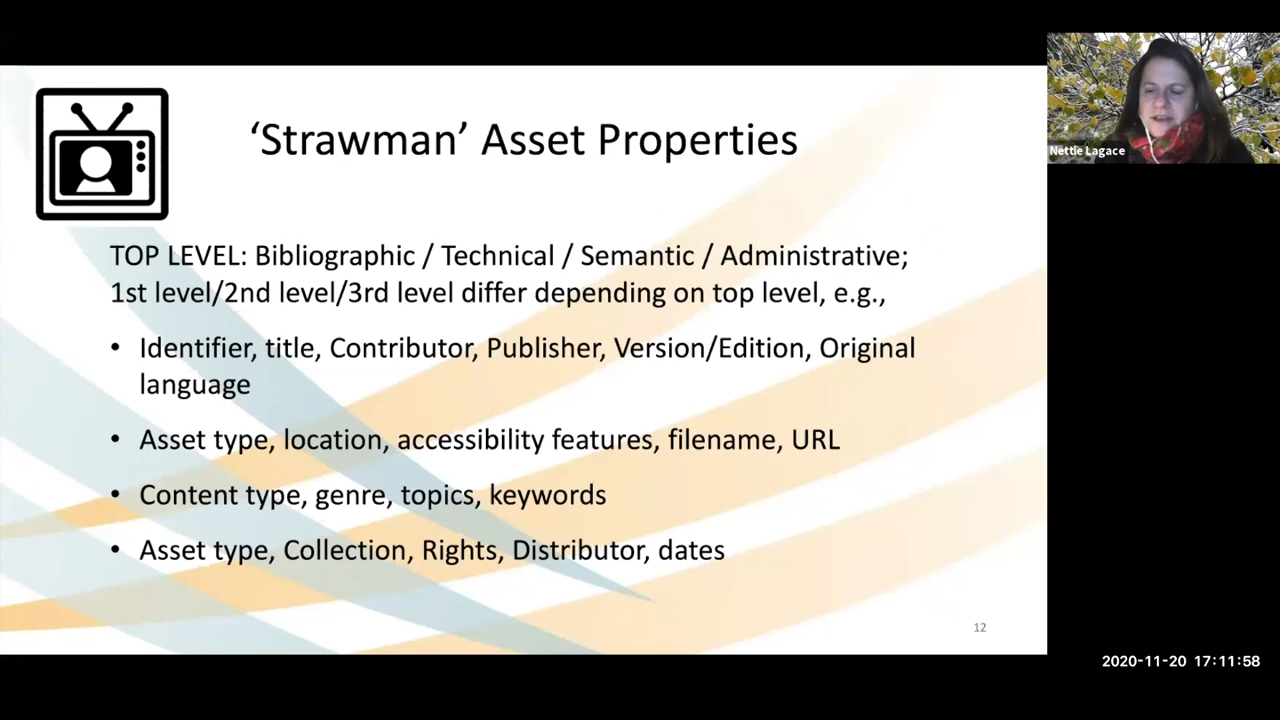 ‘Strawman’ Asset Properties
TOP LEVEL: Bibliographic / Technical / Semantic / Administrative;
1st level/2nd level/3rd level differ depending on top level, e.g.,
• Identifier, title, Contributor, Publisher, Version/Edition, Original
language
• Asset type, location, accessibility features, filename, URL
• Content type, genre, topics, keywords
• Asset type, Collection, Rights, Distributor, dates
12
Nettie Lagace
2020-11-20 17:11:58